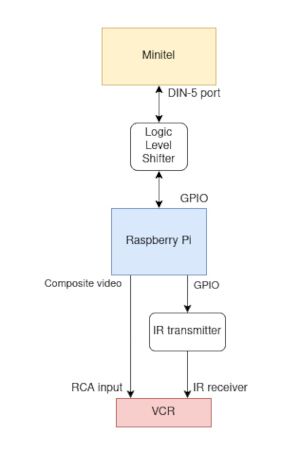 Minitel
DIN-5 port
Logic
Level
Shifter
GPIO
Raspberry Pi
Composite video
GPIO
IR transmitter
RCA input
IR receiver
VCR